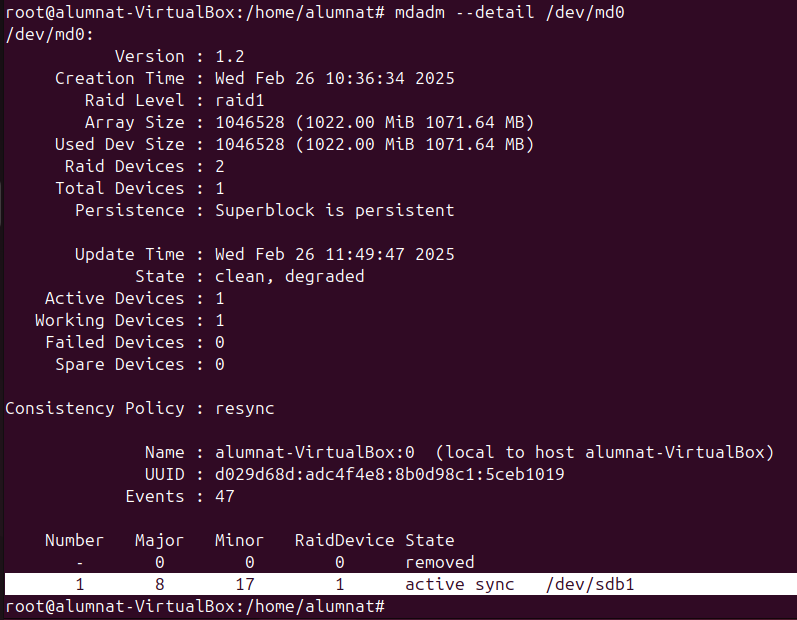 root@alumnat-VirtualBox:/home/alumnat# mdadm --detail /dev/md0
/dev/md0:
           Version : 1.2
     Creation Time : Wed Feb 26 10:36:34 2025
        Raid Level : raid1
        Array Size : 1046528 (1022.00 MiB 1071.64 MB)
     Used Dev Size : 1046528 (1022.00 MiB 1071.64 MB)
      Raid Devices : 2
     Total Devices : 1
       Persistence : Superblock is persistent

       Update Time : Wed Feb 26 11:49:47 2025
             State : clean, degraded
    Active Devices : 1
   Working Devices : 1
    Failed Devices : 0
     Spare Devices : 0

Consistency Policy : resync

              Name : alumnat-VirtualBox:0  (local to host alumnat-VirtualBox)
              UUID : d029d68d:adc4f4e8:8b0d98c1:5ceb1019
            Events : 47

    Number   Major   Minor   RaidDevice State
       -       0        0        0      removed
       1       8       17        1      active sync   /dev/sdb1
root@alumnat-VirtualBox:/home/alumnat#